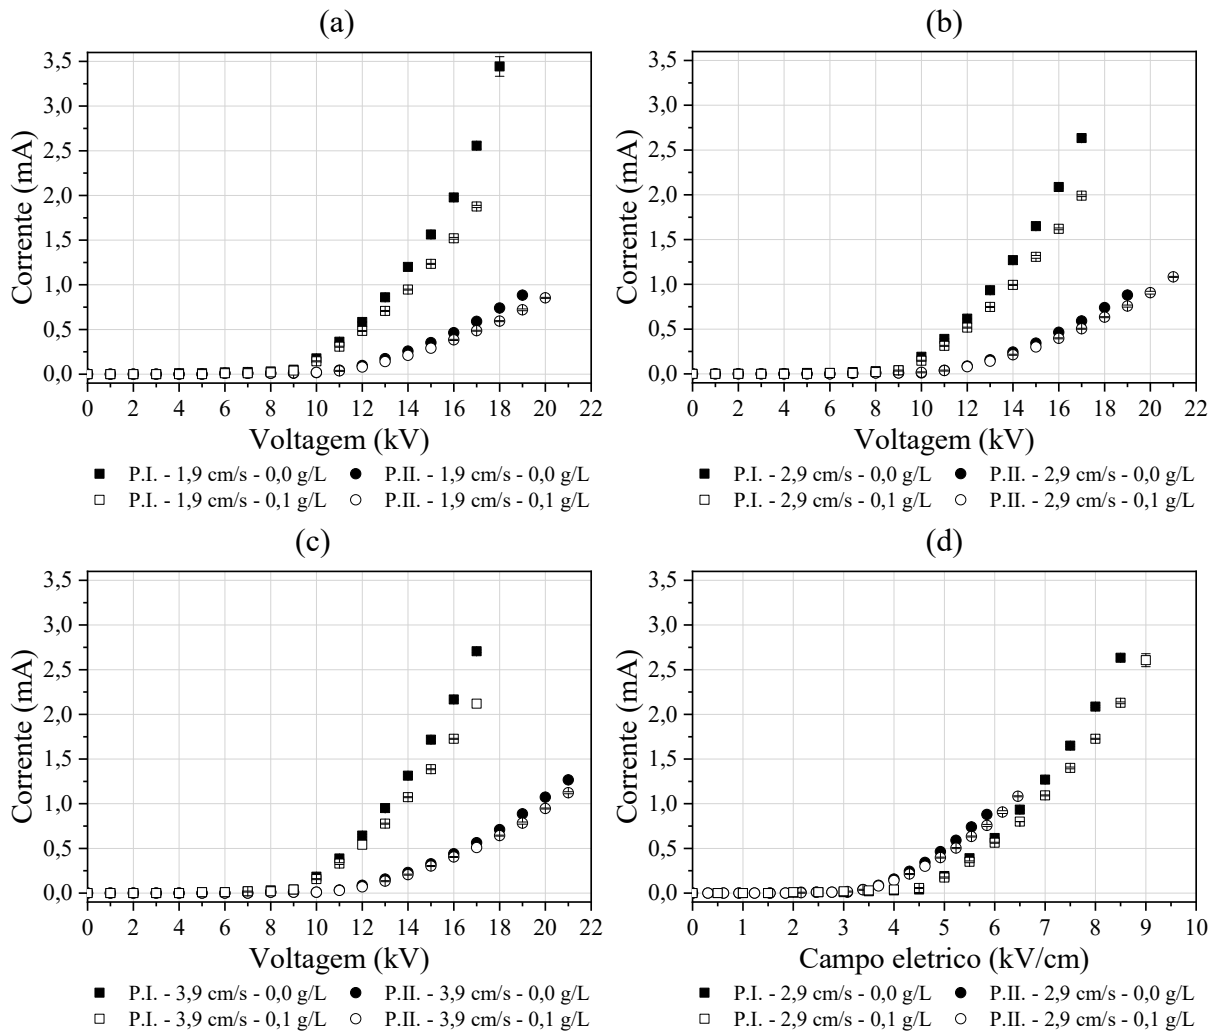 (a)
3,5
3,0
2,5
2,0
1,5
1,0
0,5
0,0
Corrente (mA)
0 2 4 6 8 10 12 14 16 18 20 22
Voltagem (kV)
P.I. - 1,9 cm/s - 0,0 g/L P.II. - 1,9 cm/s - 0,0 g/L
P.I. - 1,9 cm/s - 0,1 g/L P.II. - 1,9 cm/s - 0,1 g/L
(b)
3,5
3,0
2,5
2,0
1,5
1,0
0,5
0,0
Corrente (mA)
0 2 4 6 8 10 12 14 16 18 20 22
Voltagem (kV)
P.I. - 2,9 cm/s - 0,0 g/L P.II. - 2,9 cm/s - 0,0 g/L
P.I. - 2,9 cm/s - 0,1 g/L P.II. - 2,9 cm/s - 0,1 g/L
(c)
3,5
3,0
2,5
2,0
1,5
1,0
0,5
0,0
Corrente (mA)
0 2 4 6 8 10 12 14 16 18 20 22
Voltagem (kV)
P.I. - 3,9 cm/s - 0,0 g/L P.II. - 3,9 cm/s - 0,0 g/L
P.I. - 3,9 cm/s - 0,1 g/L P.II. - 3,9 cm/s - 0,1 g/L
(d)
3,5
3,0
2,5
2,0
1,5
1,0
0,5
0,0
Corrente (mA)
0 1 2 3 4 5 6 7 8 9 10
Campo eletrico (kV/cm)
P.I. - 2,9 cm/s - 0,0 g/L P.II. - 2,9 cm/s - 0,0 g/L
P.I. - 2,9 cm/s - 0,1 g/L P.II. - 2,9 cm/s - 0,1 g/L